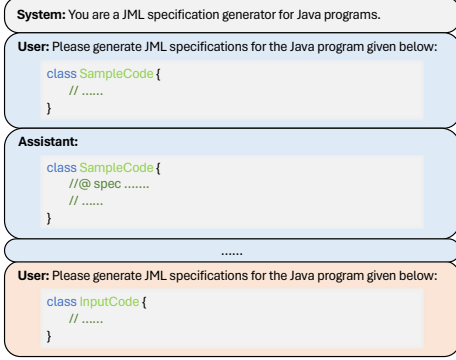 System: You are a JML specification generator for Java programs.
User: Please generate JML specifications for the Java program given below:
class SampleCode {
// ......
}
Assistant:
class SampleCode {
//@ spec .......
// ......
}
......
User: Please generate JML specifications for the Java program given below:
class InputCode {
// ......
}